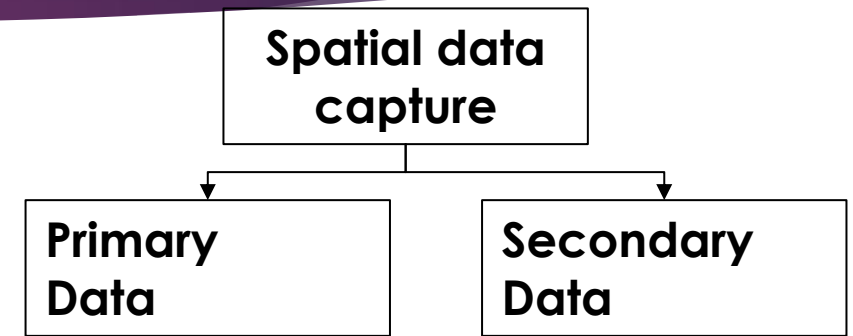 Spatial data
capture
Primary
Data
Secondary
Data